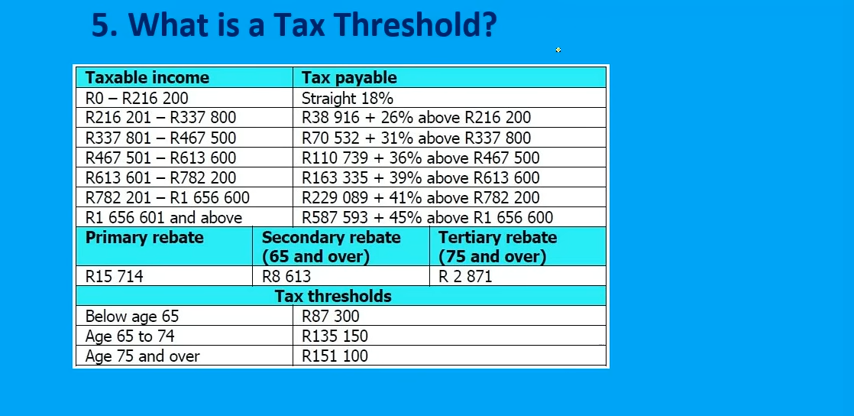 5. What is a Tax Threshold?
Taxable income Tax payable
R0 – R216 200 Straight 18%
R216 201 – R337 800 R38 916 + 26% above R216 200
R337 801 – R467 500 R70 532 + 31% above R337 800
R467 501 – R613 600 R110 739 + 36% above R467 500
R613 601 – R782 200 R163 335 + 39% above R613 600
R782 201 – R1 656 600 R229 089 + 41% above R782 200
R1 656 601 and above R587 593 + 45% above R1 656 600
Primary rebate Secondary rebate Tertiary rebate
(65 and over) (75 and over)
R15 714 R8 613 R 2 871
Tax thresholds
Below age 65 R87 300
Age 65 to 74 R135 150
Age 75 and over R151 100